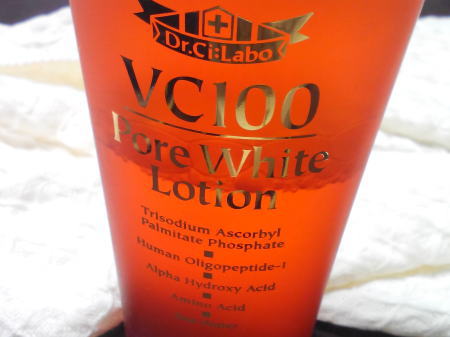 Dr.Ci:Labo
VC100
Pore White
Lotion
Trisodium Ascorbyl
Palmitate Phosphate
Human Oligopeptide-1
Alpha Hydroxy Acid
Amino Acid